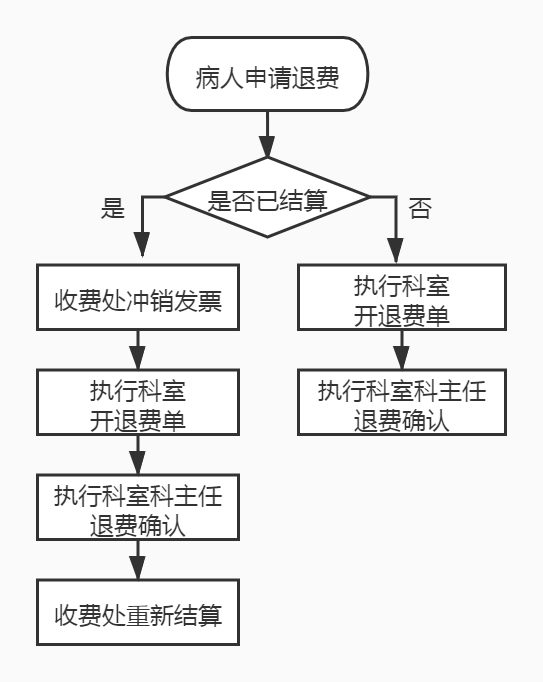 病人申请退费
是否已结算
是
否
收费处冲销发票
执行科室
开退费单
执行科室
开退费单
执行科室科主任
退费确认
执行科室科主任
退费确认
收费处重新结算